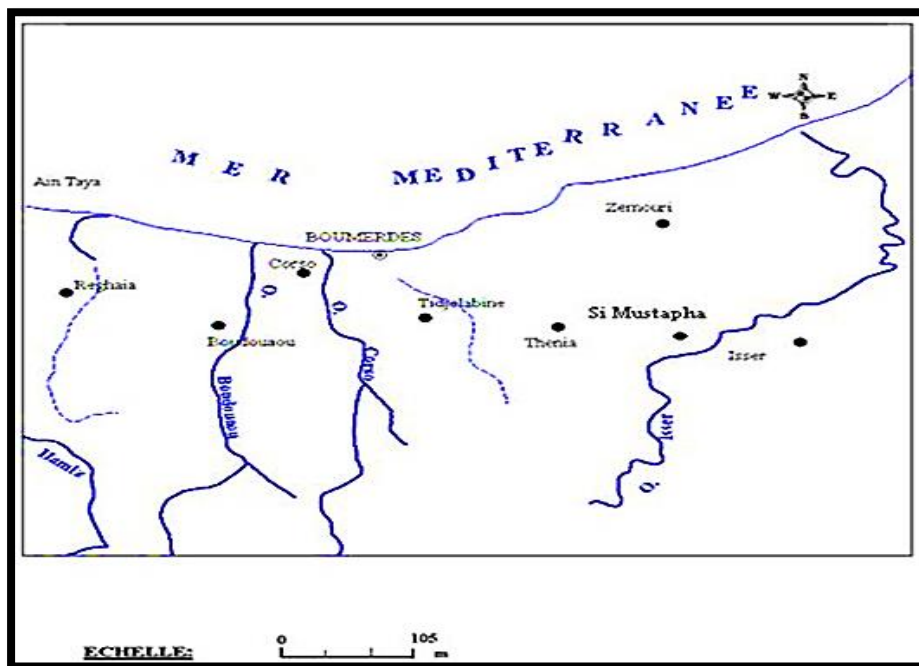 N
W E
S
MER MEDITERRANEE
Ain Taya
Zemouri
BOUMERDES
Corso
Reghaia
O.
O.
Tidjelabine
Si Mustapha
Boudouaou
Thenia
Isser
Corso
Boudouaou
Isser
Hamiz
O.
ECHELLE: 0 105
m